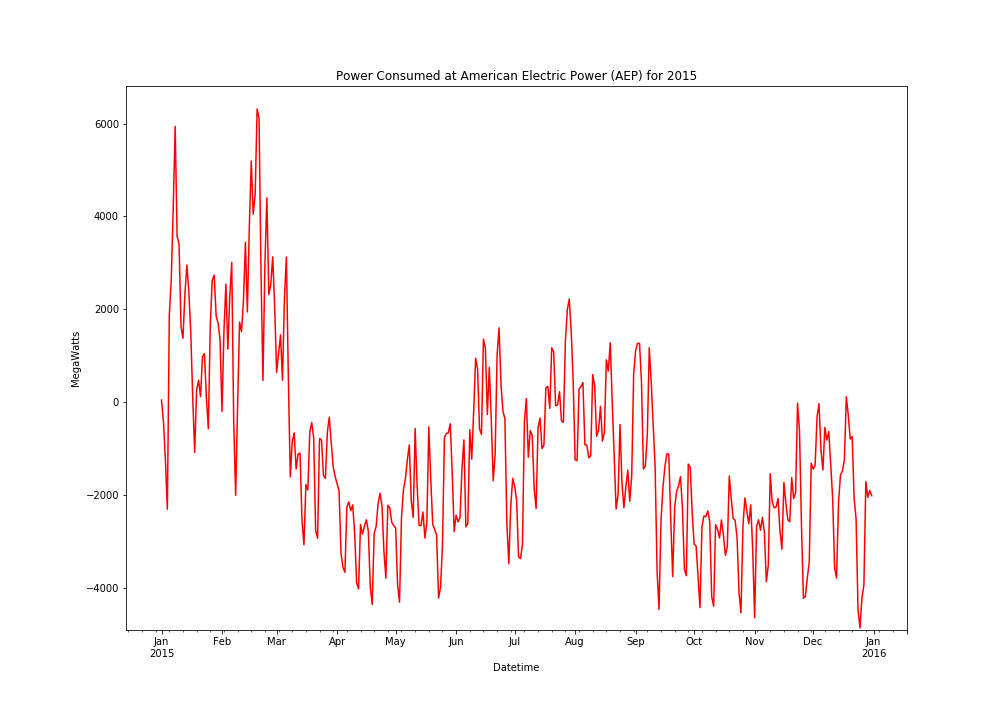 Power Consumed at American Electric Power (AEP) for 2015
MegaWatts
6000
4000
2000
0
−2000
−4000
Jan Feb Mar Apr May Jun Jul Aug Sep Oct Nov Dec Jan
2015 2016
Datetime